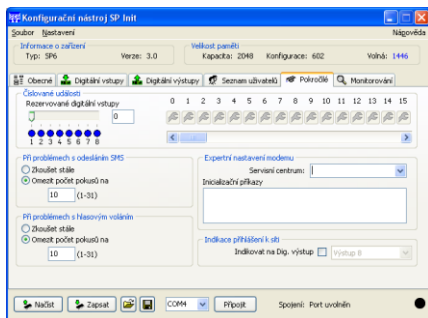 Konfigurační nástroj SP Init
Soubor Nastavení Nápověda
Informace o zařízení Velikost paměti
Typ: SP6 Verze: 3.0 Kapacita: 2048 Konfigurace: 602 Volná: 1446
Obecné Digitální vstupy Digitální výstupy Seznam uživatelů Pokročilé Monitorování
Číslované události
Rezervované digitální vstupy 0 1 2 3 4 5 6 7 8 9 10 11 12 13 14 15
0
1 2 3 4 5 6 7 8
Při problémech s odesláním SMS Expertní nastavení modemu
Zkoušet stále Servisní centrum:
Omezit počet pokusů na Inicializační příkazy
10 (1-31)
Při problémech s hlasovým voláním
Zkoušet stále
Omezit počet pokusů na Indikace přihlášení k síti
10 (1-31) Indikovat na Dig. výstup Výstup 8
Načíst Zapsat COM4 Připojit Spojení: Port uvolněn